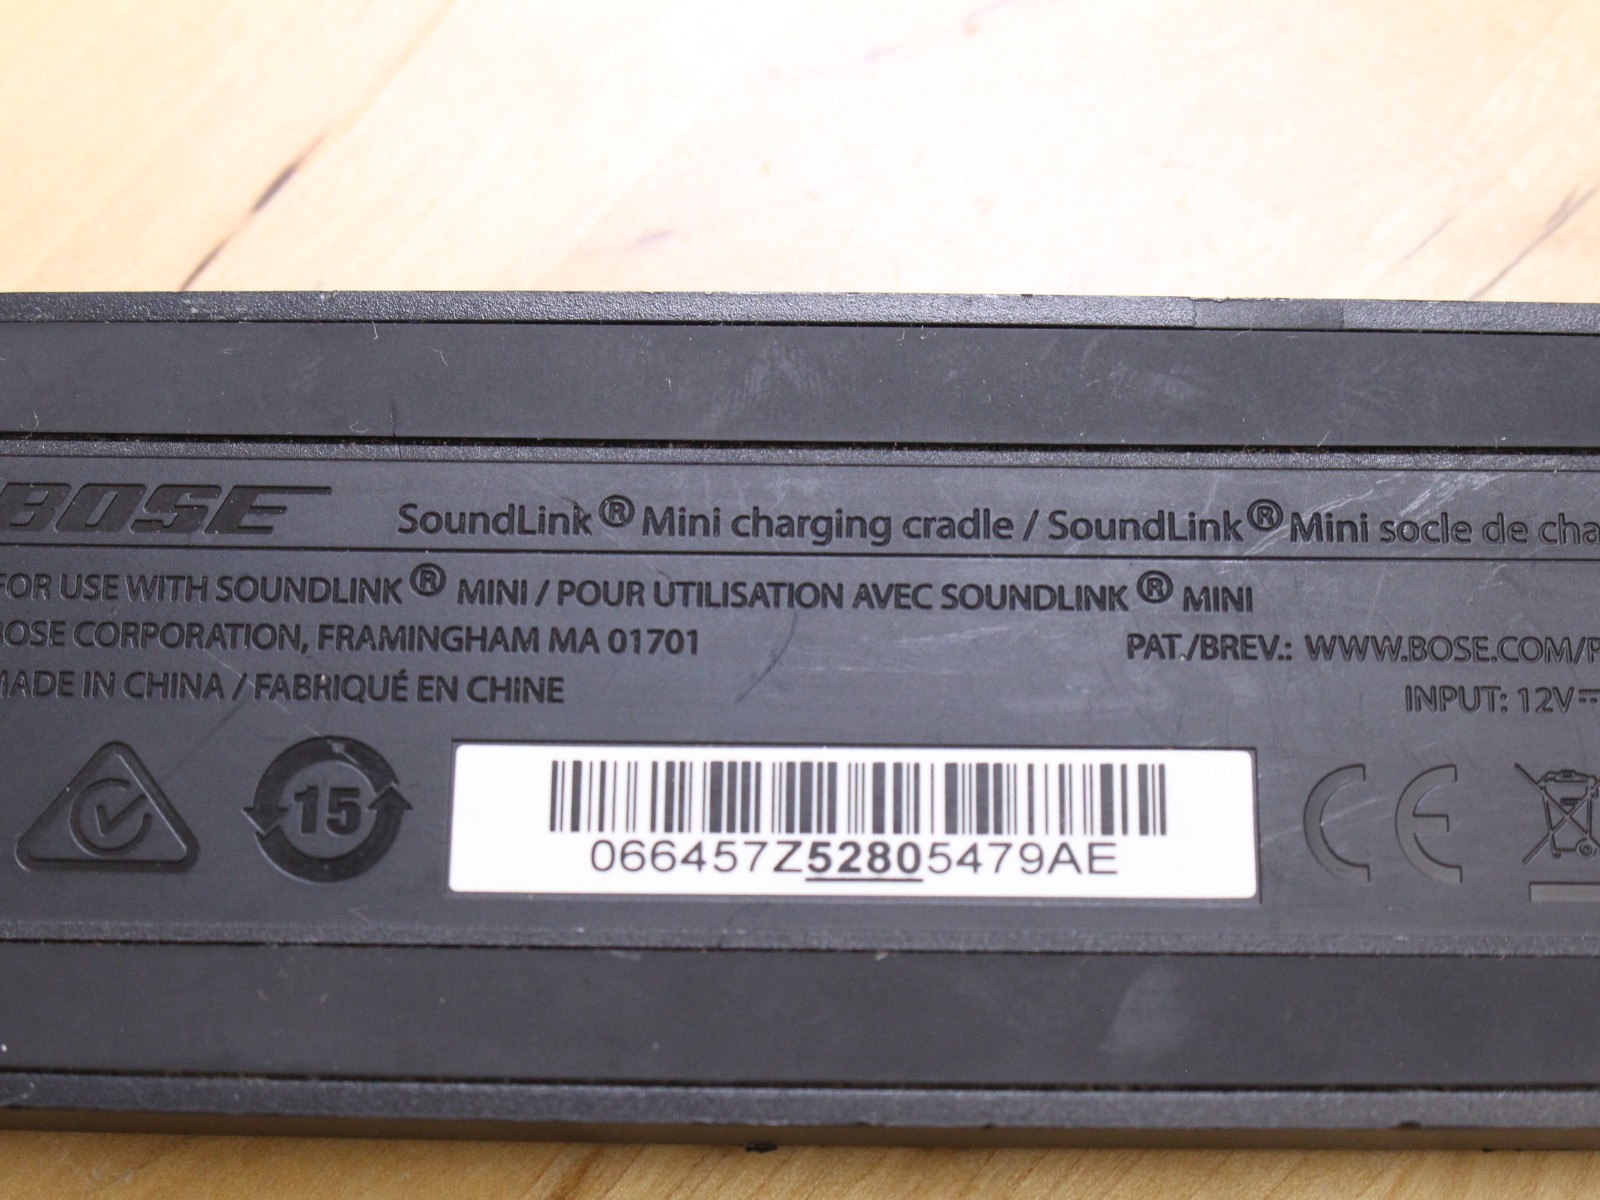 BOSE SoundLink® Mini charging cradle / SoundLink® Mini socle de cha
FOR USE WITH SOUNDLINK® MINI / POUR UTILISATION AVEC SOUNDLINK® MINI
BOSE CORPORATION, FRAMINGHAM MA 01701 PAT./BREV.: WWW.BOSE.COM/P
MADE IN CHINA / FABRIQUÉ EN CHINE INPUT: 12V⎓
15 CE
066457Z52805479AE